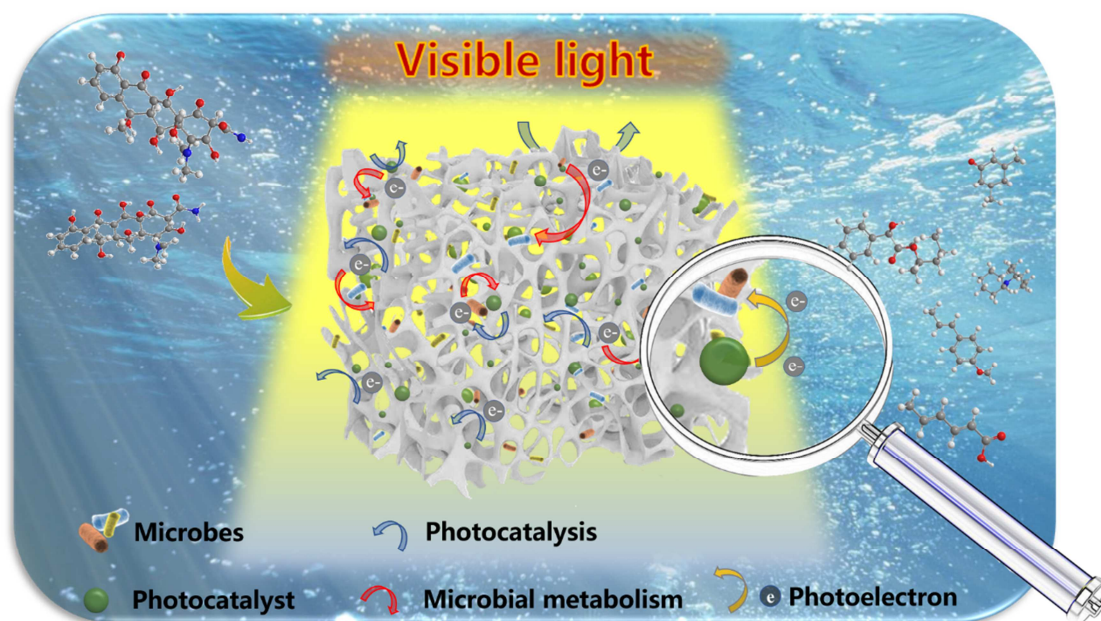 Visible light
e-
e-
e-
e-
e-
e-
e-
e-
e-
Microbes
Photocatalysis
Photocatalyst
Microbial metabolism
e Photoelectron